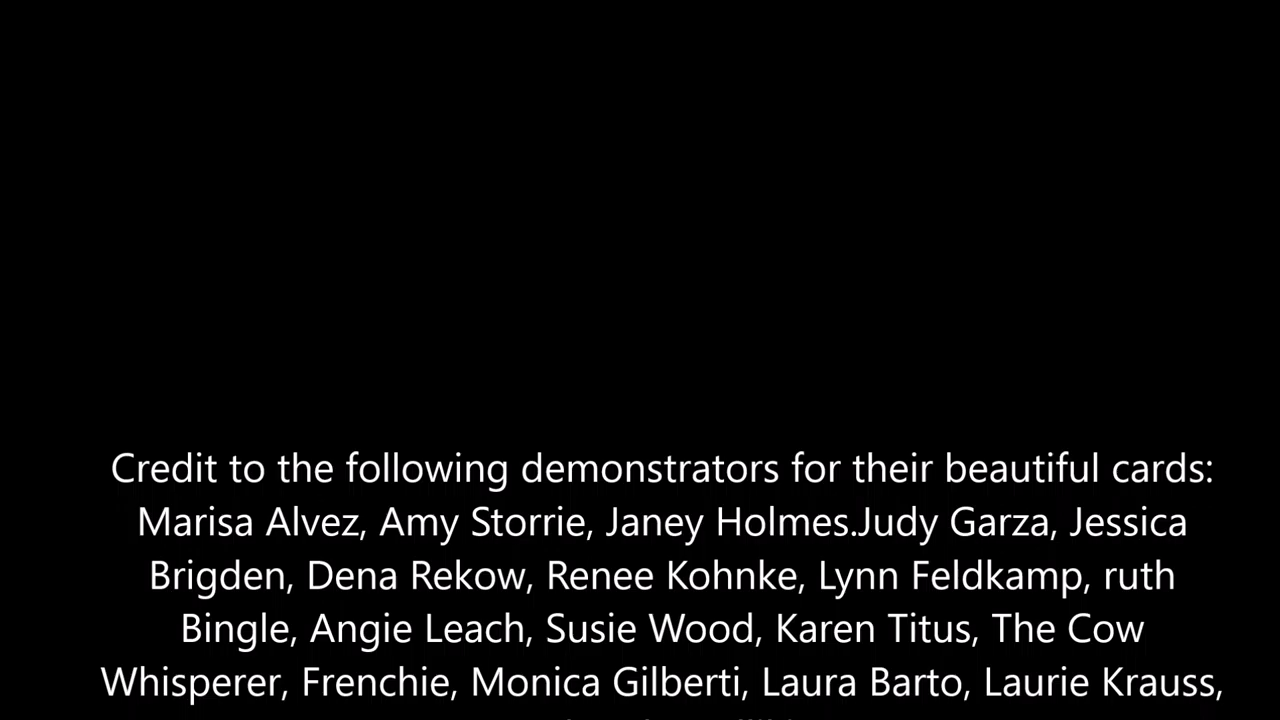 Credit to the following demonstrators for their beautiful cards:
Marisa Alvez, Amy Storrie, Janey Holmes.Judy Garza, Jessica
Brigden, Dena Rekow, Renee Kohnke, Lynn Feldkamp, ruth
Bingle, Angie Leach, Susie Wood, Karen Titus, The Cow
Whisperer, Frenchie, Monica Gilberti, Laura Barto, Laurie Krauss,